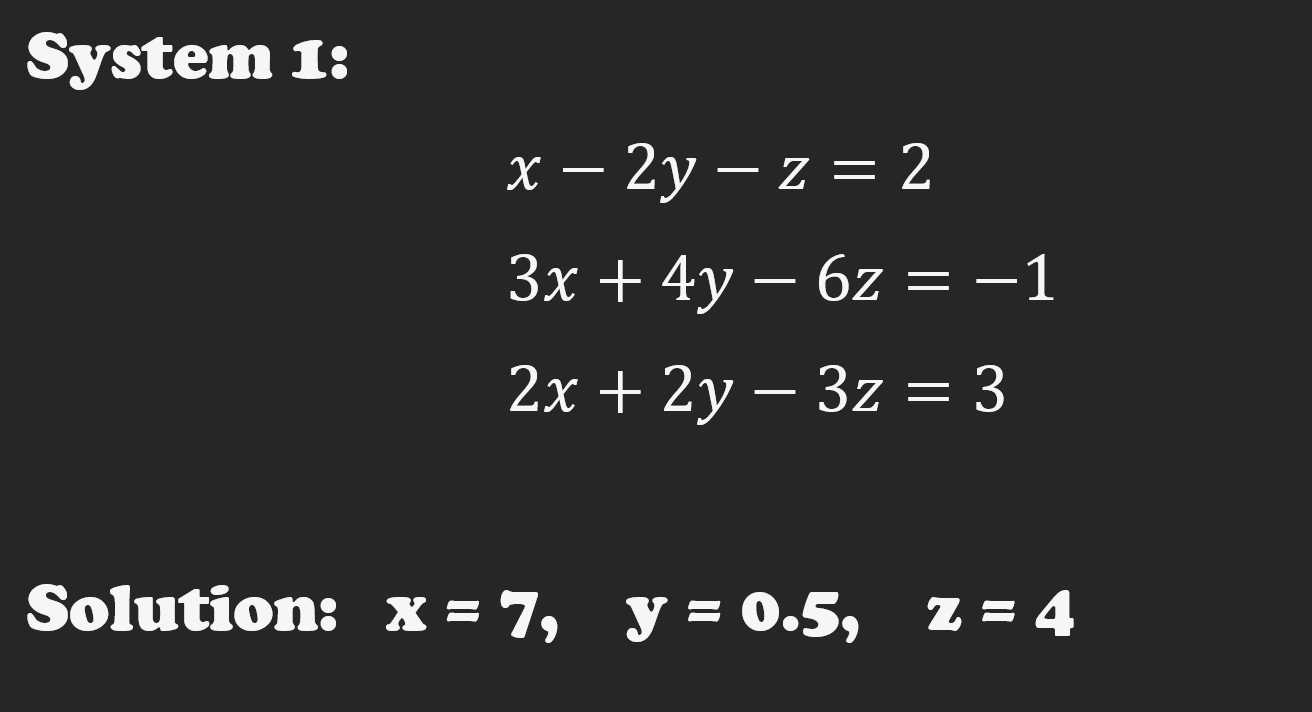 System 1:
x − 2y − z = 2
3x + 4y − 6z = −1
2x + 2y − 3z = 3
Solution: x = 7, y = 0.5, z = 4